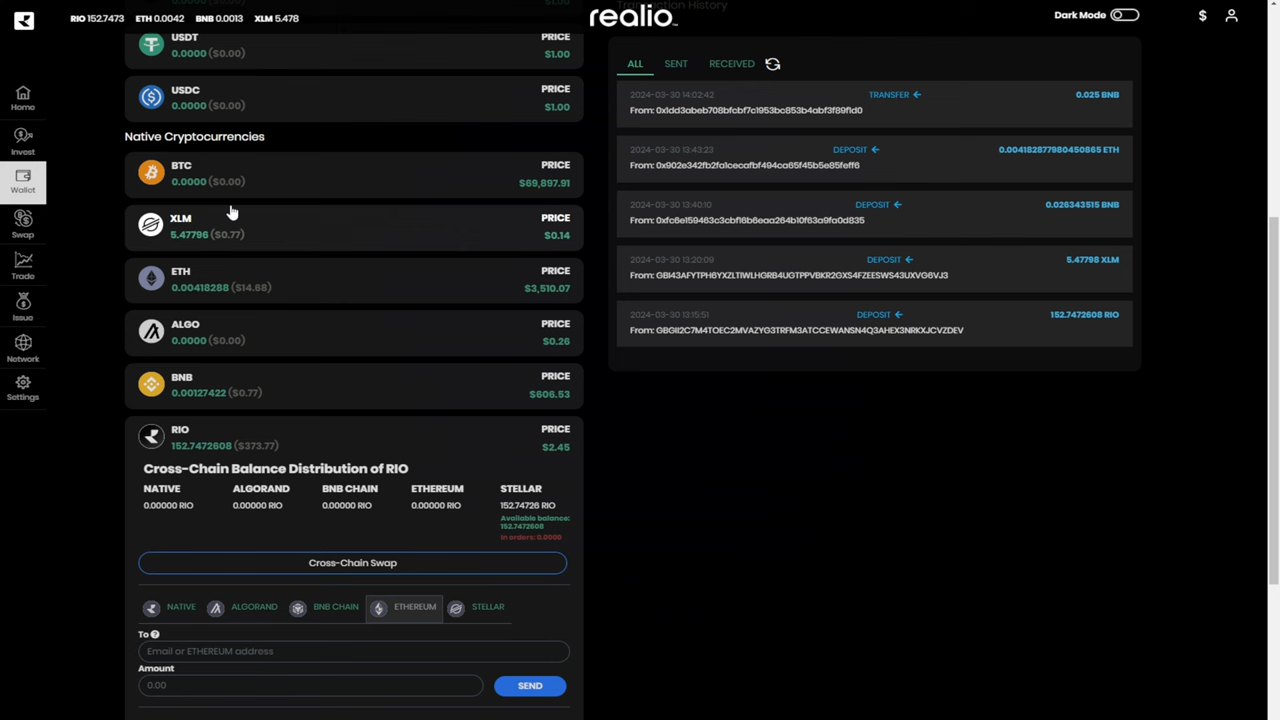 RIO 152.7473 ETH 0.0042 BNB 0.0013 XLM 5.478
realio™
Dark Mode
$
Home
Invest
Wallet
Swap
Trade
Issue
Network
Settings
USDT PRICE
0.0000 ($0.00) $1.00
USDC PRICE
0.0000 ($0.00) $1.00
Native Cryptocurrencies
BTC PRICE
0.0000 ($0.00) $69,897.91
XLM PRICE
5.47796 ($0.77) $0.14
ETH PRICE
0.00418288 ($14.68) $3,510.07
ALGO PRICE
0.0000 ($0.00) $0.26
BNB PRICE
0.00127422 ($0.77) $606.53
RIO PRICE
152.7472608 ($373.77) $2.45
Cross-Chain Balance Distribution of RIO
NATIVE ALGORAND BNB CHAIN ETHEREUM STELLAR
0.00000 RIO 0.00000 RIO 0.00000 RIO 0.00000 RIO 152.74726 RIO
Available balance:
152.7472608
In orders: 0.0000
Cross-Chain Swap
NATIVE ALGORAND BNB CHAIN ETHEREUM STELLAR
To
Email or ETHEREUM address
Amount
0.00 SEND
Transaction History
ALL SENT RECEIVED
2024-03-30 14:02:42 TRANSFER 0.025 BNB
From: 0x1dd3abeb708bfcbf7c1953bc853b4abf3f89f1d0
2024-03-30 13:43:23 DEPOSIT 0.004182877980450865 ETH
From: 0x902e342fb2fa1cecafbf494ca65f45b5e85feff6
2024-03-30 13:40:10 DEPOSIT 0.026343515 BNB
From: 0xfc6e159463c3cbf16b6eaa264b10f63a9fa0d835
2024-03-30 13:20:09 DEPOSIT 5.47798 XLM
From: GBI43AFYTPH6YXZLTIWLHGRB4UGTPPVBKR2GXS4FZEESWS43UXVG6VJ3
2024-03-30 13:15:51 DEPOSIT 152.7472608 RIO
From: GBGII2C7M4TOEC2MVAZYG3TRFM3ATCCEWANSN4Q3AHEX3NRKXJCVZDEV